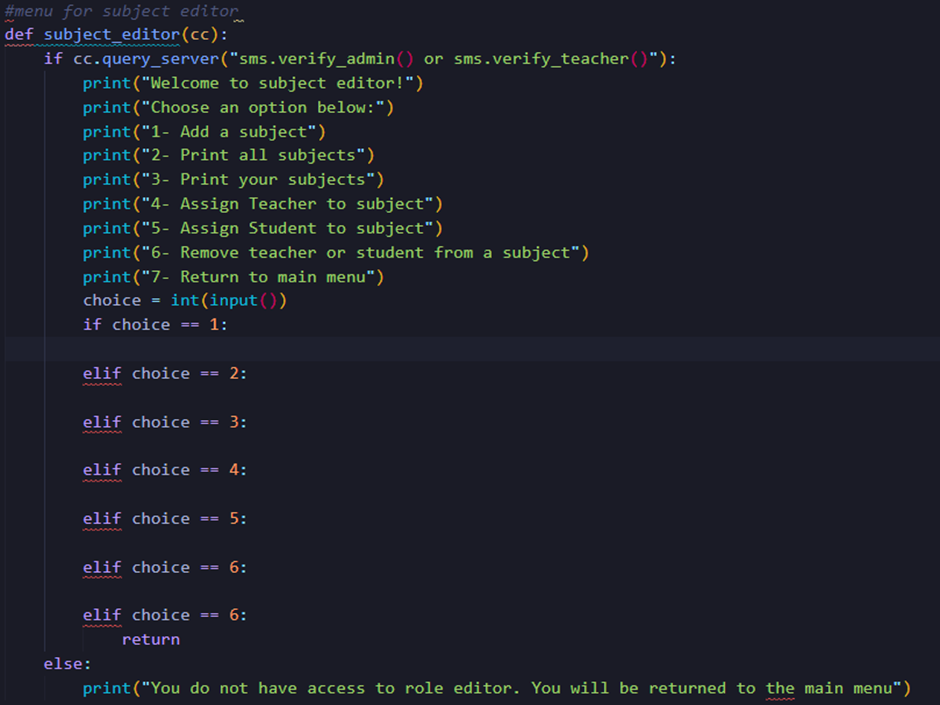 #menu for subject editor
def subject_editor(cc):
    if cc.query_server("sms.verify_admin() or sms.verify_teacher()"):
        print("Welcome to subject editor!")
        print("Choose an option below:")
        print("1- Add a subject")
        print("2- Print all subjects")
        print("3- Print your subjects")
        print("4- Assign Teacher to subject")
        print("5- Assign Student to subject")
        print("6- Remove teacher or student from a subject")
        print("7- Return to main menu")
        choice = int(input())
        if choice == 1:
        elif choice == 2:
        elif choice == 3:
        elif choice == 4:
        elif choice == 5:
        elif choice == 6:
        elif choice == 6:
            return
    else:
        print("You do not have access to role editor. You will be returned to the main menu")